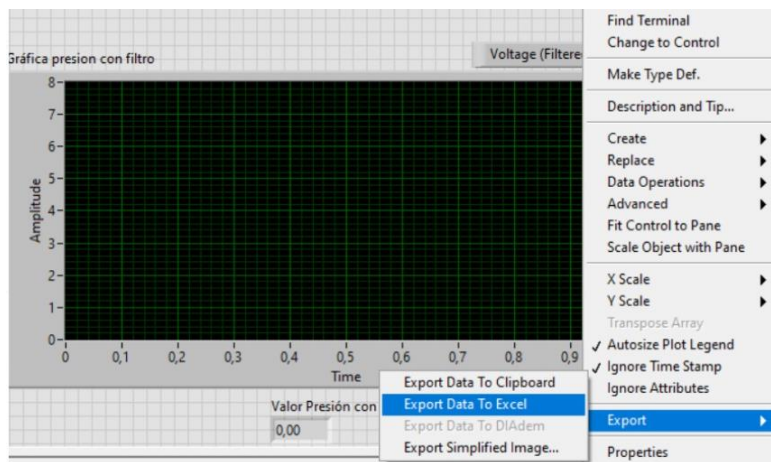 Gráfica presion con filtro
Voltage (Filtere
8
7
6
5
4
3
2
1
0
Amplitude
0 0,1 0,2 0,3 0,4 0,5 0,6 0,7 0,8 0,9
Time
Valor Presión con
0,00
Find Terminal
Change to Control
Make Type Def.
Description and Tip...
Create
Replace
Data Operations
Advanced
Fit Control to Pane
Scale Object with Pane
X Scale
Y Scale
Transpose Array
Autosize Plot Legend
Ignore Time Stamp
Ignore Attributes
Export
Properties
Export Data To Clipboard
Export Data To Excel
Export Data To DIAdem
Export Simplified Image...